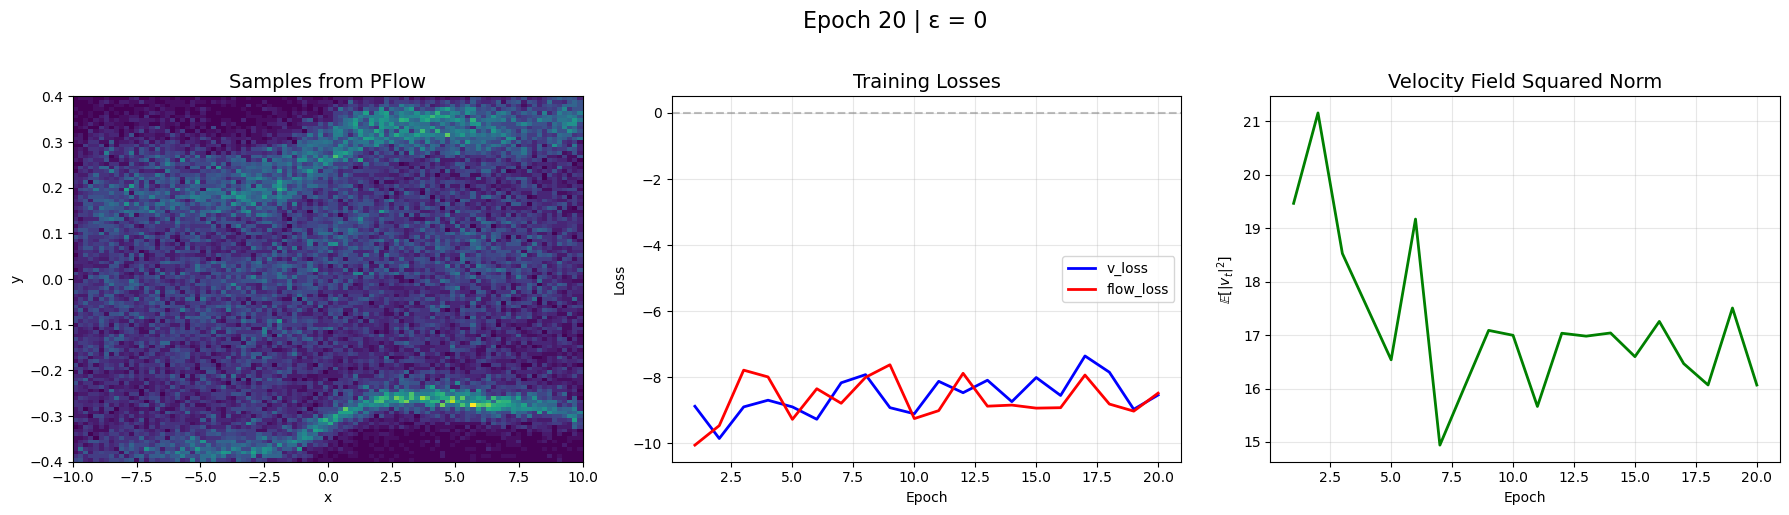 Epoch 20 | ε = 0
Samples from PFlow
y
0.4
0.3
0.2
0.1
0.0
−0.1
−0.2
−0.3
−0.4
−10.0 −7.5 −5.0 −2.5 0.0 2.5 5.0 7.5 10.0
x
Training Losses
Loss
0
−2
−4
−6
−8
−10
v_loss
flow_loss
2.5 5.0 7.5 10.0 12.5 15.0 17.5 20.0
Epoch
Velocity Field Squared Norm
𝔼[|v_t|²]
21
20
19
18
17
16
15
2.5 5.0 7.5 10.0 12.5 15.0 17.5 20.0
Epoch